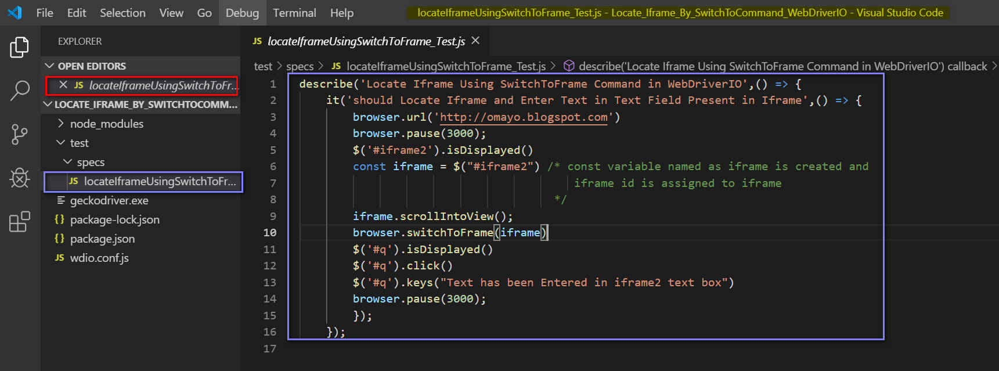 File Edit Selection View Go Debug Terminal Help locateIframeUsingSwitchToFrame_Test.js - Locate_Iframe_By_SwitchToCommand_WebDriverIO - Visual Studio Code
EXPLORER
OPEN EDITORS
JS locateIframeUsingSwitchToFr...
LOCATE_IFRAME_BY_SWITCHTOCOMM...
node_modules
test
specs
JS locateIframeUsingSwitchToFr...
geckodriver.exe
{} package-lock.json
{} package.json
JS wdio.conf.js
JS locateIframeUsingSwitchToFrame_Test.js
test > specs > JS locateIframeUsingSwitchToFrame_Test.js > describe('Locate Iframe Using SwitchToFrame Command in WebDriverIO') callback >
1 describe('Locate Iframe Using SwitchToFrame Command in WebDriverIO',() => {
2 it('should Locate Iframe and Enter Text in Text Field Present in Iframe',() => {
3 browser.url('http://omayo.blogspot.com')
4 browser.pause(3000);
5 $('#iframe2').isDisplayed()
6 const iframe = $("#iframe2") /* const variable named as iframe is created and
7 iframe id is assigned to iframe
8 */
9 iframe.scrollIntoView();
10 browser.switchToFrame(iframe)
11 $('#q').isDisplayed()
12 $('#q').click()
13 $('#q').keys("Text has been Entered in iframe2 text box")
14 browser.pause(3000);
15 });
16 });
17